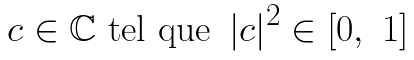 c ∈ ℂ tel que |c|² ∈ [0, 1]